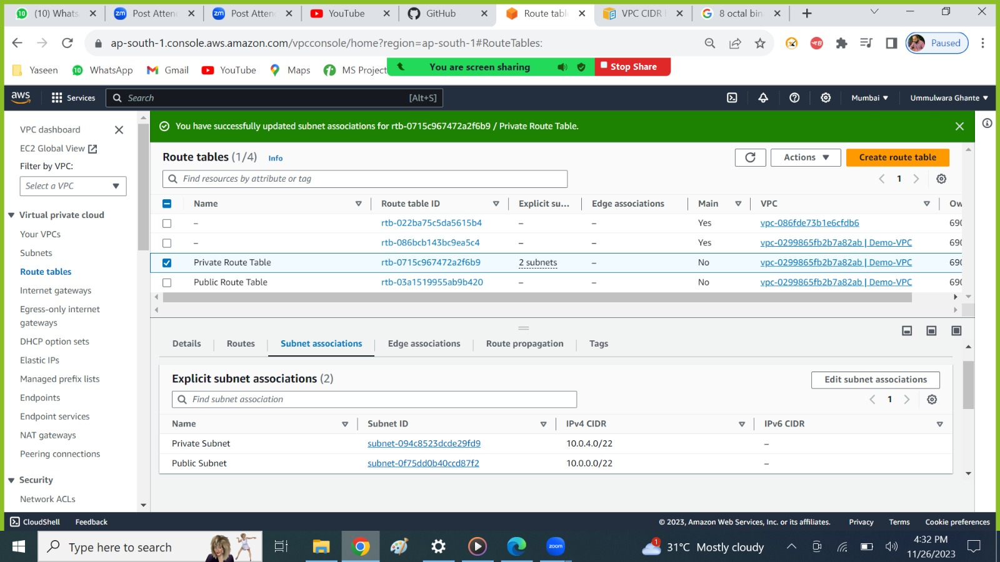 (10) Whats
Post Atten
Post Atten
YouTube
GitHub
Route tabl
VPC CIDR
8 octal bin
ap-south-1.console.aws.amazon.com/vpcconsole/home?region=ap-south-1#RouteTables:
Paused
Yaseen
WhatsApp
Gmail
YouTube
Maps
MS Project
You are screen sharing
Stop Share
aws
Services
Search
[Alt+S]
Mumbai
Ummulwara Ghante
VPC dashboard
EC2 Global View
Filter by VPC:
Select a VPC
Virtual private cloud
Your VPCs
Subnets
Route tables
Internet gateways
Egress-only internet
gateways
DHCP option sets
Elastic IPs
Managed prefix lists
Endpoints
Endpoint services
NAT gateways
Peering connections
Security
Network ACLs
You have successfully updated subnet associations for rtb-0715c967472a2f6b9 / Private Route Table.
Route tables (1/4) Info
Actions
Create route table
Find resources by attribute or tag
1
Name Route table ID Explicit su... Edge associations Main VPC Ow
– rtb-022ba75c5da5615b4 – – Yes vpc-086fde73b1e6cfdb6 690
– rtb-086bcb143bc9ea5c4 – – Yes vpc-0299865fb2b7a82ab | Demo-VPC 690
Private Route Table rtb-0715c967472a2f6b9 2 subnets – No vpc-0299865fb2b7a82ab | Demo-VPC 690
Public Route Table rtb-03a1519955ab9b420 – – No vpc-0299865fb2b7a82ab | Demo-VPC 690
Details Routes Subnet associations Edge associations Route propagation Tags
Explicit subnet associations (2)
Edit subnet associations
Find subnet association
1
Name Subnet ID IPv4 CIDR IPv6 CIDR
Private Subnet subnet-094c8523dcde29fd9 10.0.4.0/22 –
Public Subnet subnet-0f75dd0b40ccd87f2 10.0.0.0/22 –
CloudShell Feedback © 2023, Amazon Web Services, Inc. or its affiliates. Privacy Terms Cookie preferences
Type here to search
zoom
1
31°C Mostly cloudy
4:32 PM
11/26/2023